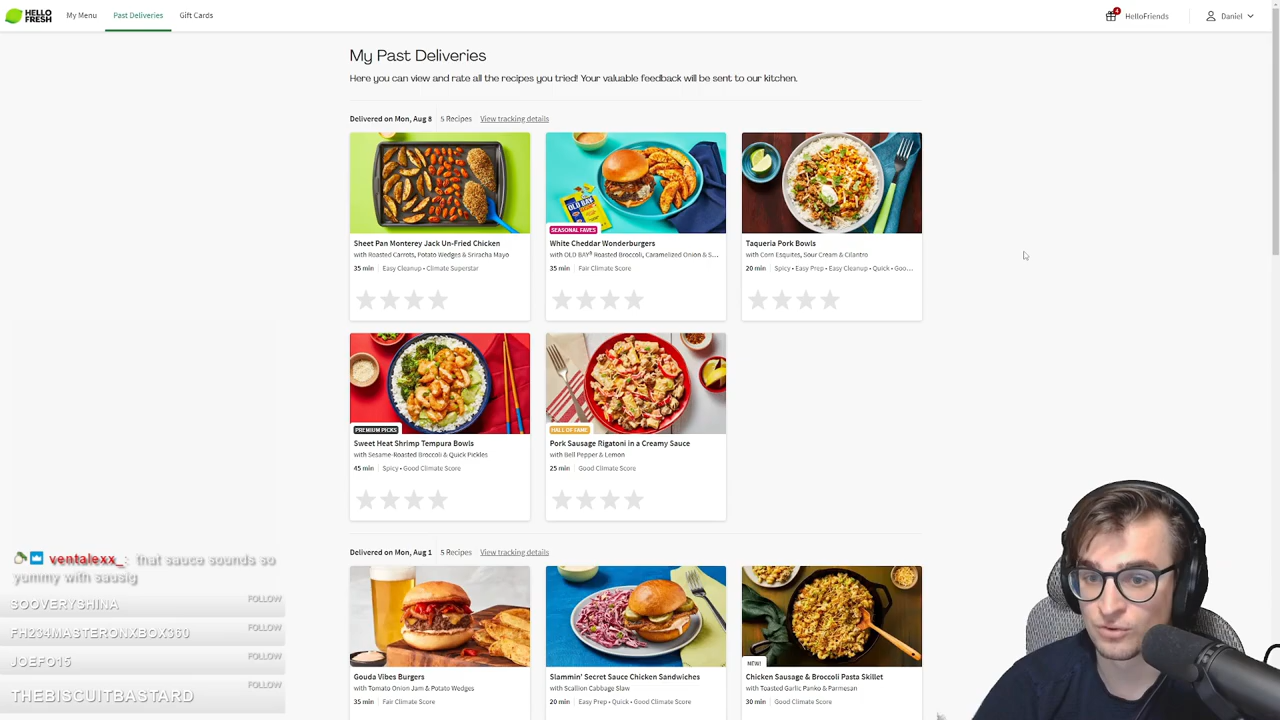 HELLO
FRESH
My Menu
Past Deliveries
Gift Cards
4
HelloFriends
Daniel
My Past Deliveries
Here you can view and rate all the recipes you tried! Your valuable feedback will be sent to our kitchen.
Delivered on Mon, Aug 8
5 Recipes
View tracking details
OLD BAY
SEASONAL FAVES
Sheet Pan Monterey Jack Un-Fried Chicken
with Roasted Carrots, Potato Wedges & Sriracha Mayo
35 min
Easy Cleanup • Climate Superstar
White Cheddar Wonderburgers
with OLD BAY® Roasted Broccoli, Caramelized Onion & S...
35 min
Fair Climate Score
Taqueria Pork Bowls
with Corn Esquites, Sour Cream & Cilantro
20 min
Spicy • Easy Prep • Easy Cleanup • Quick • Goo...
PREMIUM PICKS
Sweet Heat Shrimp Tempura Bowls
with Sesame-Roasted Broccoli & Quick Pickles
45 min
Spicy • Good Climate Score
HALL OF FAME
Pork Sausage Rigatoni in a Creamy Sauce
with Bell Pepper & Lemon
25 min
Good Climate Score
Delivered on Mon, Aug 1
5 Recipes
View tracking details
Gouda Vibes Burgers
with Tomato Onion Jam & Potato Wedges
35 min
Fair Climate Score
Slammin' Secret Sauce Chicken Sandwiches
with Scallion Cabbage Slaw
20 min
Easy Prep • Quick • Good Climate Score
NEW!
Chicken Sausage & Broccoli Pasta Skillet
with Toasted Garlic Panko & Parmesan
30 min
Good Climate Score
ventalexx_: that sauce sounds so
yummy with sausig
SOOVERYSHINA FOLLOW
FH234MASTERONXBOX360 FOLLOW
JOEFO15 FOLLOW
THEBISCUITBASTARD FOLLOW